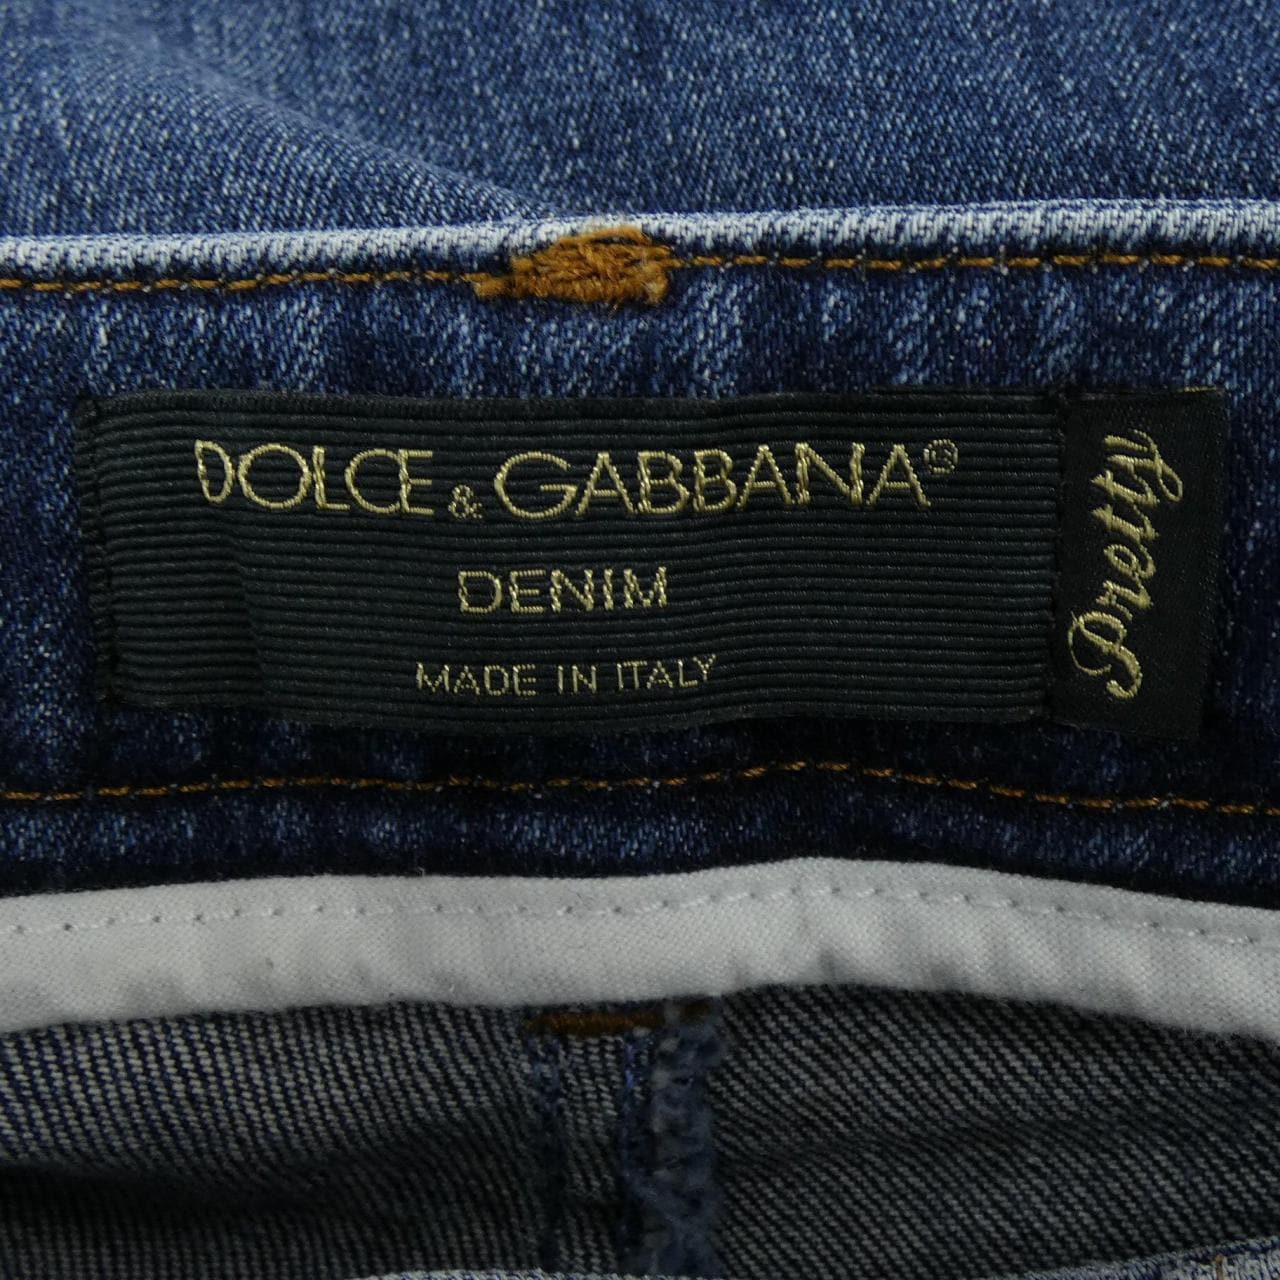 DOLCE & GABBANA®
DENIM
MADE IN ITALY
Pretty